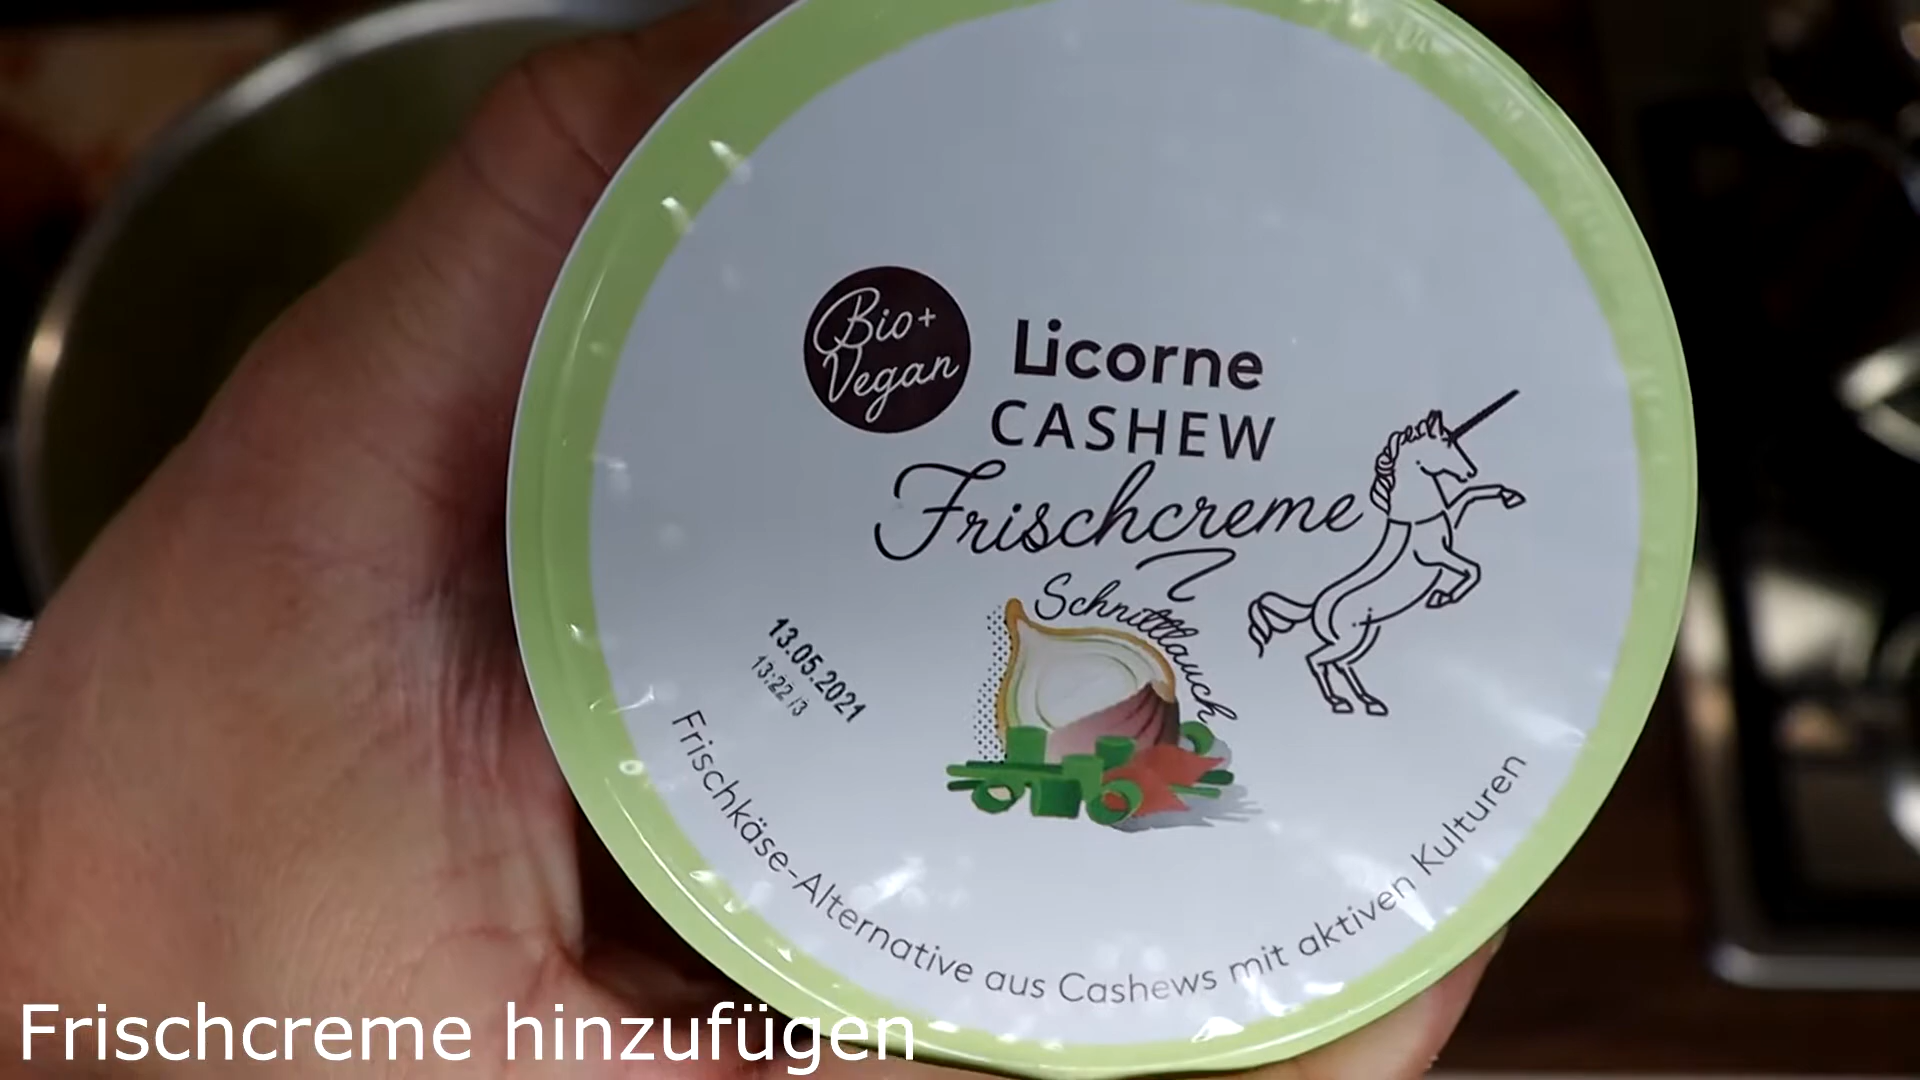 Bio+
Vegan
Licorne
CASHEW
Frischcreme
Schnittlauch
13.05.2021
13:22 /3
Frischkäse-Alternative aus Cashews mit aktiven Kulturen
Frischcreme hinzufügen